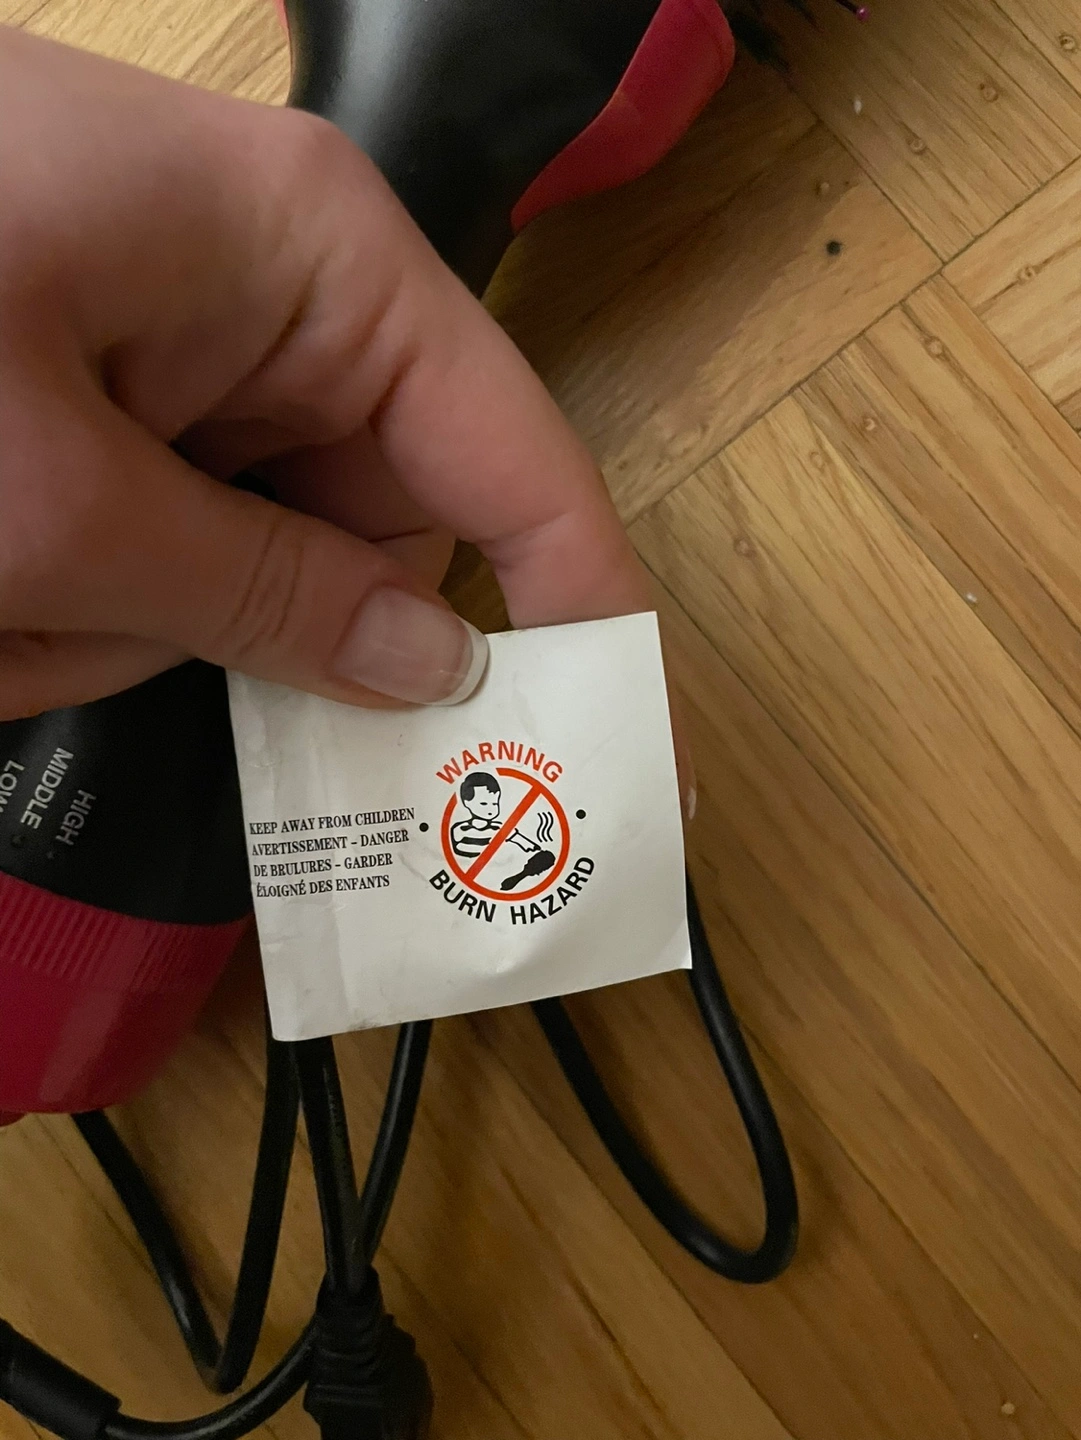 WARNING
BURN HAZARD
KEEP AWAY FROM CHILDREN
AVERTISSEMENT – DANGER
DE BRULURES – GARDER
ÉLOIGNÉ DES ENFANTS
HIGH
MIDDLE
LOW